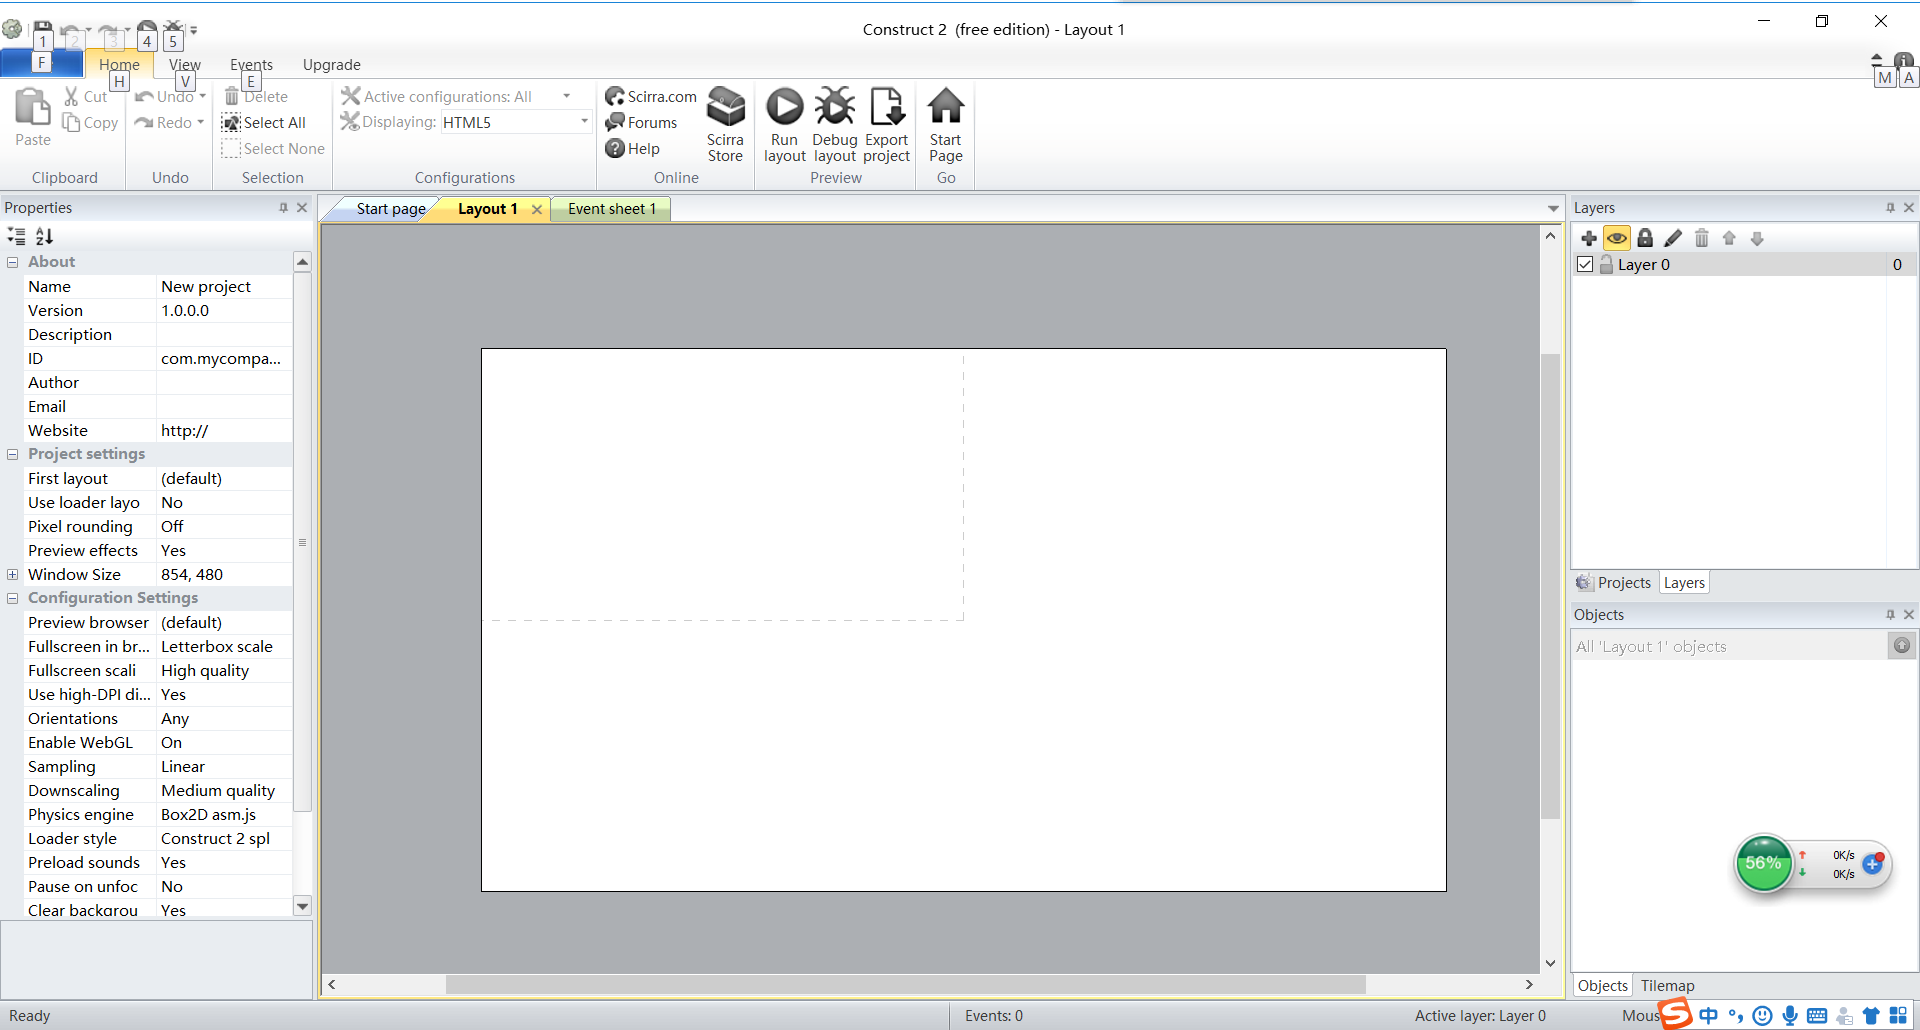 Construct 2  (free edition) - Layout 1
1 2 3 4 5
F Home View Events Upgrade
H V E M A
Paste
Cut
Copy
Clipboard
Undo
Redo
Undo
Delete
Select All
Select None
Selection
Active configurations: All
Displaying: HTML5
Configurations
Scirra.com
Forums
Help
Scirra
Store
Online
Run
layout
Debug
layout
Export
project
Preview
Start
Page
Go
Properties
About
Name New project
Version 1.0.0.0
Description
ID com.mycompa...
Author
Email
Website http://
Project settings
First layout (default)
Use loader layo No
Pixel rounding Off
Preview effects Yes
Window Size 854, 480
Configuration Settings
Preview browser (default)
Fullscreen in br... Letterbox scale
Fullscreen scali High quality
Use high-DPI di... Yes
Orientations Any
Enable WebGL On
Sampling Linear
Downscaling Medium quality
Physics engine Box2D asm.js
Loader style Construct 2 spl
Preload sounds Yes
Pause on unfoc No
Clear backgrou Yes
Start page Layout 1 Event sheet 1
Layers
Layer 0 0
Projects Layers
Objects
All 'Layout 1' objects
56% 0K/s
0K/s
Objects Tilemap
Ready Events: 0 Active layer: Layer 0 Mous
中